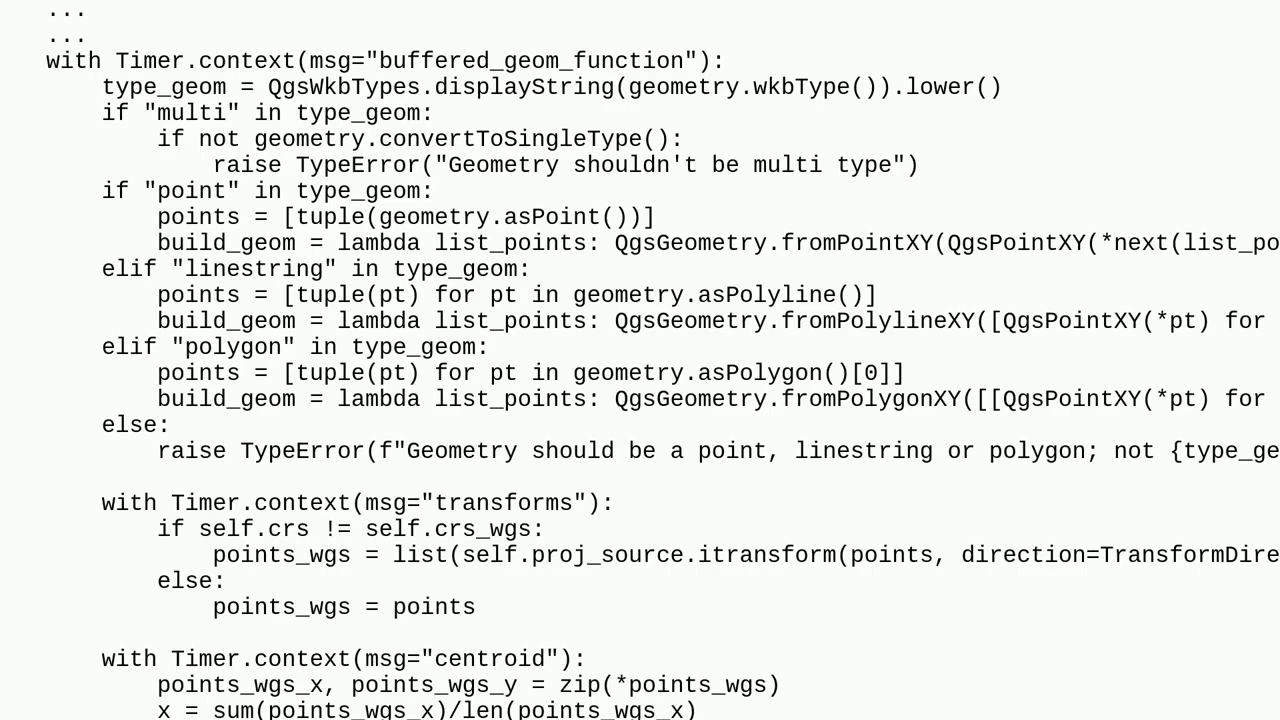 ...
...
with Timer.context(msg="buffered_geom_function"):
    type_geom = QgsWkbTypes.displayString(geometry.wkbType()).lower()
    if "multi" in type_geom:
        if not geometry.convertToSingleType():
            raise TypeError("Geometry shouldn't be multi type")
    if "point" in type_geom:
        points = [tuple(geometry.asPoint())]
        build_geom = lambda list_points: QgsGeometry.fromPointXY(QgsPointXY(*next(list_po
    elif "linestring" in type_geom:
        points = [tuple(pt) for pt in geometry.asPolyline()]
        build_geom = lambda list_points: QgsGeometry.fromPolylineXY([QgsPointXY(*pt) for
    elif "polygon" in type_geom:
        points = [tuple(pt) for pt in geometry.asPolygon()[0]]
        build_geom = lambda list_points: QgsGeometry.fromPolygonXY([[QgsPointXY(*pt) for
    else:
        raise TypeError(f"Geometry should be a point, linestring or polygon; not {type_ge

    with Timer.context(msg="transforms"):
        if self.crs != self.crs_wgs:
            points_wgs = list(self.proj_source.itransform(points, direction=TransformDire
        else:
            points_wgs = points

    with Timer.context(msg="centroid"):
        points_wgs_x, points_wgs_y = zip(*points_wgs)
        x = sum(points_wgs_x)/len(points_wgs_x)